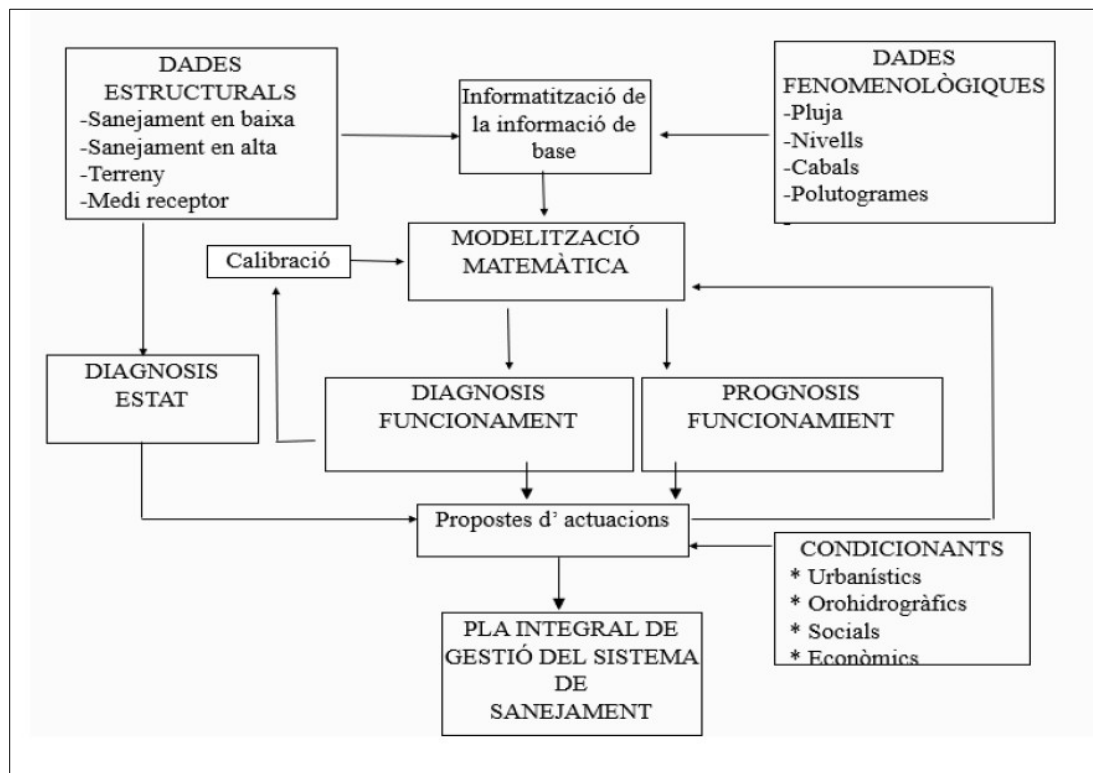 DADES
ESTRUCTURALS
-Sanejament en baixa
-Sanejament en alta
-Terreny
-Medi receptor
Informatització de
la informació de
base
DADES
FENOMENOLÒGIQUES
-Pluja
-Nivells
-Cabals
-Polutogrames
-
Calibració
MODELITZACIÓ
MATEMÀTICA
DIAGNOSIS
ESTAT
DIAGNOSIS
FUNCIONAMENT
PROGNOSIS
FUNCIONAMIENT
Propostes d’ actuacions
CONDICIONANTS
* Urbanístics
* Orohidrogràfics
* Socials
* Econòmics
PLA INTEGRAL DE
GESTIÓ DEL SISTEMA
DE
SANEJAMENT